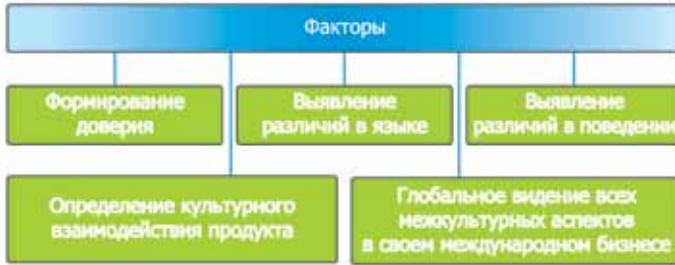 Факторы
Формирование
доверия
Выявление
различий в языке
Выявление
различий в поведении
Определение культурного
взаимодействия продукта
Глобальное видение всех
межкультурных аспектов
в своем международном бизнесе